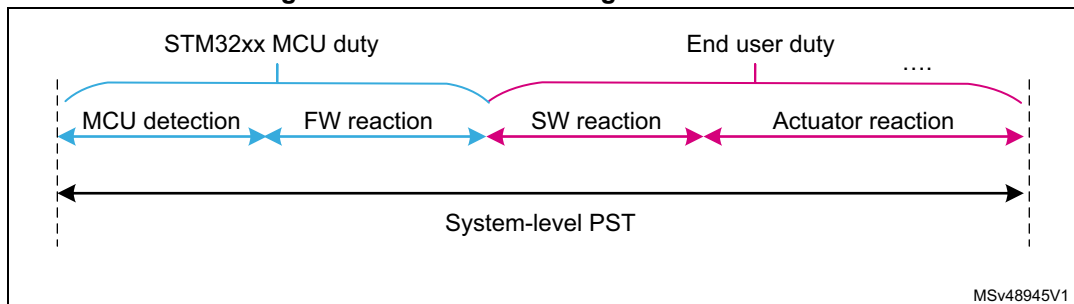 STM32xx MCU duty
End user duty
....
MCU detection
FW reaction
SW reaction
Actuator reaction
System-level PST
MSv48945V1